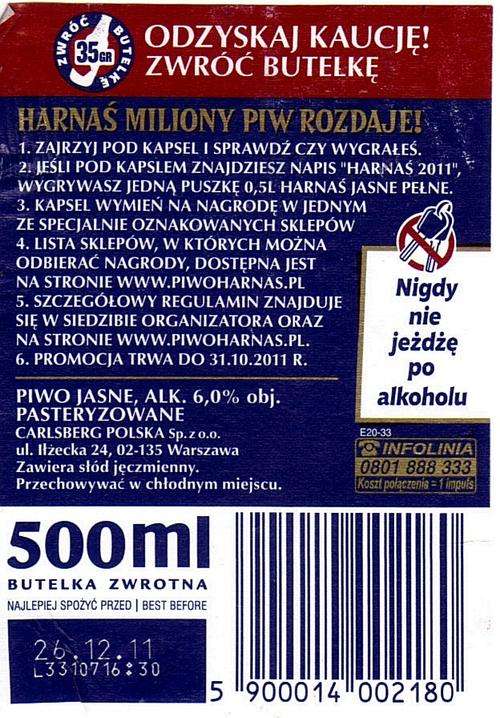 ZWRÓĆ BUTELKĘ
35GR
ODZYSKAJ KAUCJĘ!
ZWRÓĆ BUTELKĘ
HARNAŚ MILIONY PIW ROZDAJE!
1. ZAJRZYJ POD KAPSEL I SPRAWDŹ CZY WYGRAŁEŚ.
2. JEŚLI POD KAPSLEM ZNAJDZIESZ NAPIS "HARNAŚ 2011",
WYGRYWASZ JEDNĄ PUSZKĘ 0,5L HARNAŚ JASNE PEŁNE.
3. KAPSEL WYMIEŃ NA NAGRODĘ W JEDNYM
ZE SPECJALNIE OZNAKOWANYCH SKLEPÓW
4. LISTA SKLEPÓW, W KTÓRYCH MOŻNA
ODBIERAĆ NAGRODY, DOSTĘPNA JEST
NA STRONIE WWW.PIWOHARNAS.PL
5. SZCZEGÓŁOWY REGULAMIN ZNAJDUJE
SIĘ W SIEDZIBIE ORGANIZATORA ORAZ
NA STRONIE WWW.PIWOHARNAS.PL.
6. PROMOCJA TRWA DO 31.10.2011 R.
Nigdy
nie
jeżdżę
po
alkoholu
PIWO JASNE, ALK. 6,0% obj.
PASTERYZOWANE
CARLSBERG POLSKA Sp. z o.o.
ul. Iłżecka 24, 02-135 Warszawa
Zawiera słód jęczmienny.
Przechowywać w chłodnym miejscu.
E20-33
INFOLINIA
0801 888 333
Koszt połączenia = 1 impuls
500ml
BUTELKA ZWROTNA
NAJLEPIEJ SPOŻYĆ PRZED | BEST BEFORE
26.12.11
L3310716:30
5 900014 002180